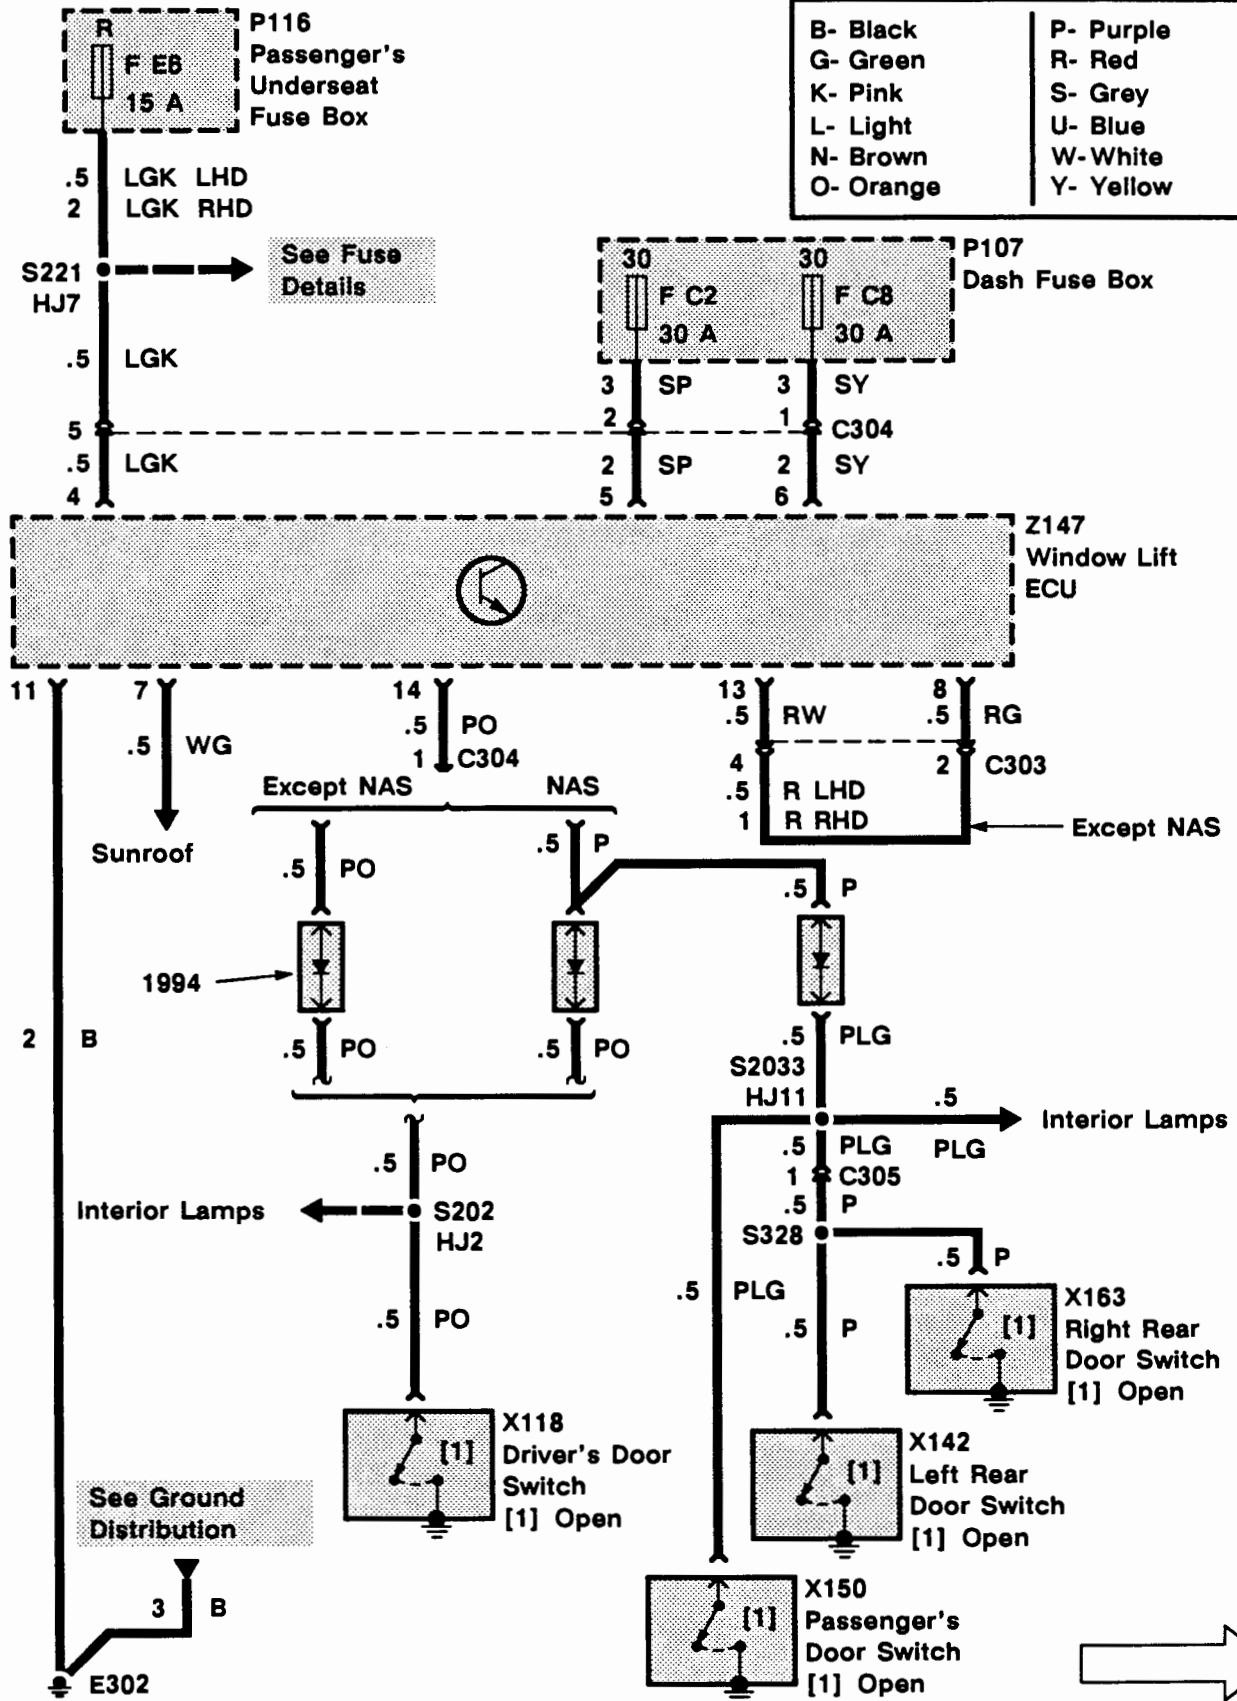 R
F E6
15 A
P116
Passenger's
Underseat
Fuse Box
B- Black
G- Green
K- Pink
L- Light
N- Brown
O- Orange
P- Purple
R- Red
S- Grey
U- Blue
W- White
Y- Yellow
.5 LGK LHD
2 LGK RHD
S221
HJ7
See Fuse
Details
30
F C2
30 A
30
F C8
30 A
P107
Dash Fuse Box
.5 LGK
3 SP
3 SY
5
2
1
C304
.5 LGK
2 SP
2 SY
4
5
6
Z147
Window Lift
ECU
11
7
14
13
8
.5 WG
.5 PO
1 C304
.5 RW
.5 RG
4
2
C303
.5 R LHD
1 R RHD
Except NAS
Sunroof
Except NAS
NAS
.5 PO
.5 P
.5 P
1994
2 B
.5 PO
.5 PO
.5 PLG
S2033
HJ11
.5
PLG
Interior Lamps
.5 PLG
1 C305
.5 P
S328
.5 P
.5 PO
Interior Lamps
S202
HJ2
.5 PO
.5 PLG
.5 P
[1]
X163
Right Rear
Door Switch
[1] Open
[1]
X118
Driver's Door
Switch
[1] Open
[1]
X142
Left Rear
Door Switch
[1] Open
See Ground
Distribution
3 B
E302
[1]
X150
Passenger's
Door Switch
[1] Open